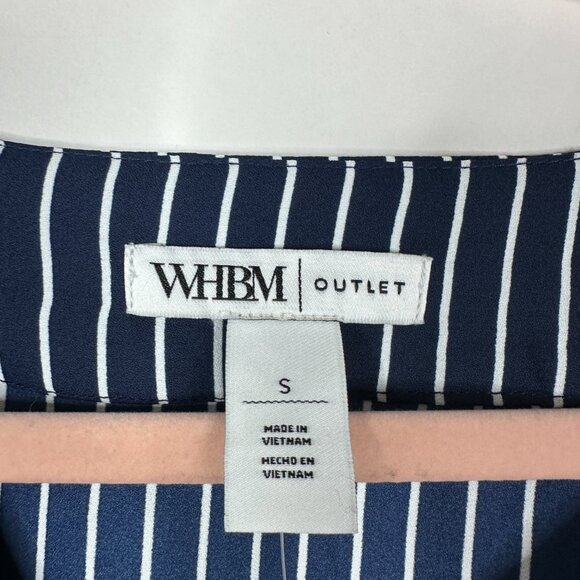 WHBM | OUTLET
S
MADE IN
VIETNAM
HECHO EN
VIETNAM